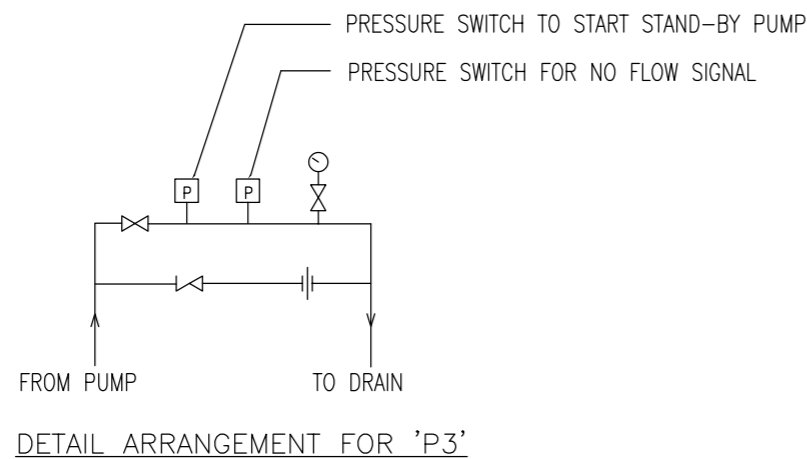 PRESSURE SWITCH TO START STAND-BY PUMP
PRESSURE SWITCH FOR NO FLOW SIGNAL
P P
FROM PUMP TO DRAIN
DETAIL ARRANGEMENT FOR 'P3'